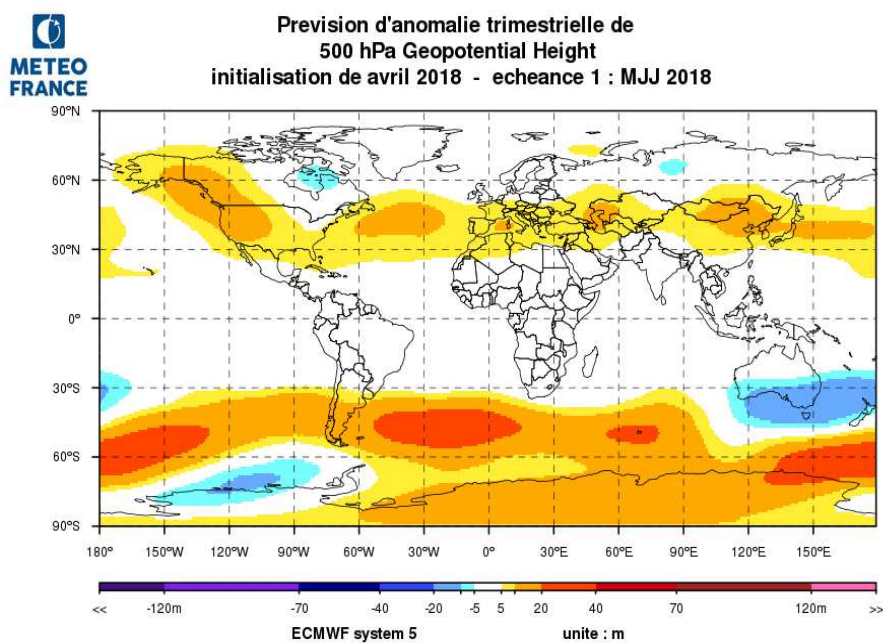 METEO
FRANCE
Prevision d'anomalie trimestrielle de
500 hPa Geopotential Height
initialisation de avril 2018 - echeance 1 : MJJ 2018
90°N
60°N
30°N
0°
30°S
60°S
90°S
180° 150°W 120°W 90°W 60°W 30°W 0° 30°E 60°E 90°E 120°E 150°E
<< -120m -70 -40 -20 -5 5 20 40 70 120m >>
ECMWF system 5 unite : m